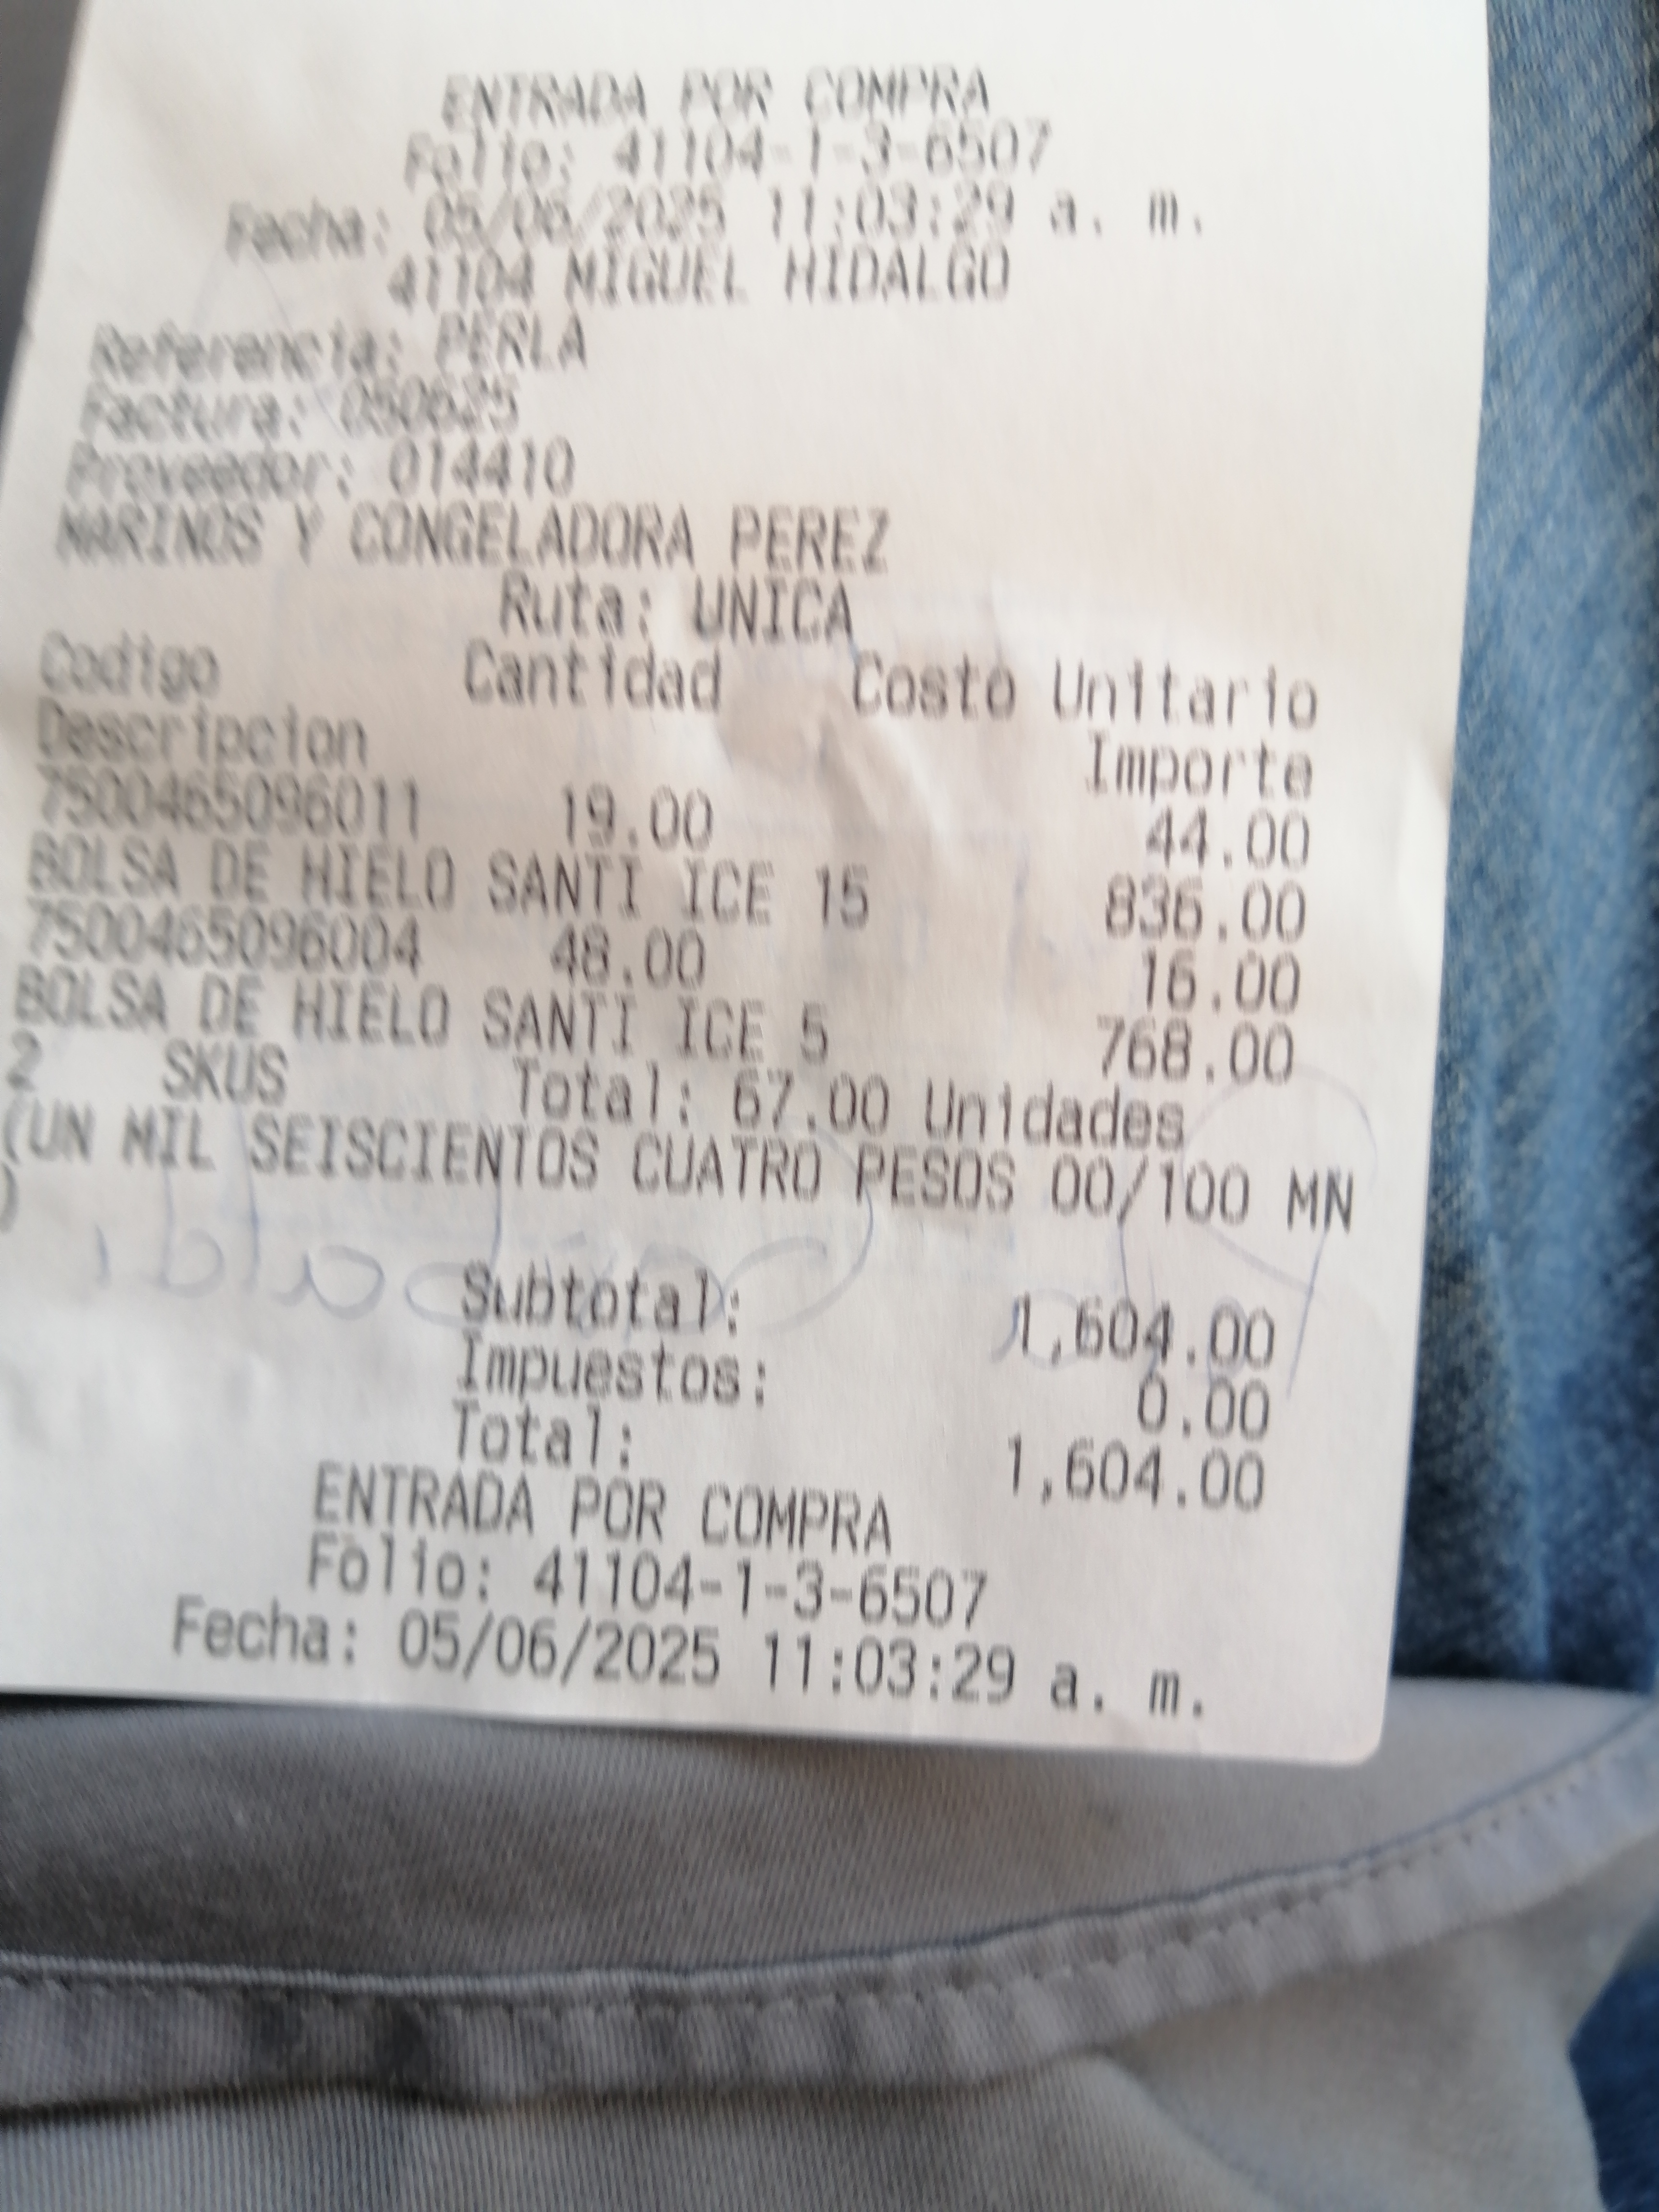 ENTRADA POR COMPRA
Folio: 41104-1-3-6507
Fecha: 05/06/2025 11:03:29 a. m.
41104 MIGUEL HIDALGO
Referencia: PERLA
Factura: 050625
Proveedor: 014410
MARINOS Y CONGELADORA PEREZ
Ruta: UNICA
Codigo Cantidad Costo Unitario
Descripcion Importe
7500465096011 19.00 44.00
BOLSA DE HIELO SANTI ICE 15 836.00
7500465096004 48.00 16.00
BOLSA DE HIELO SANTI ICE 5 768.00
2 SKUS Total: 67.00 Unidades
(UN MIL SEISCIENTOS CUATRO PESOS 00/100 MN
)
Subtotal: 1,604.00
Impuestos: 0.00
Total: 1,604.00
ENTRADA POR COMPRA
Folio: 41104-1-3-6507
Fecha: 05/06/2025 11:03:29 a. m.